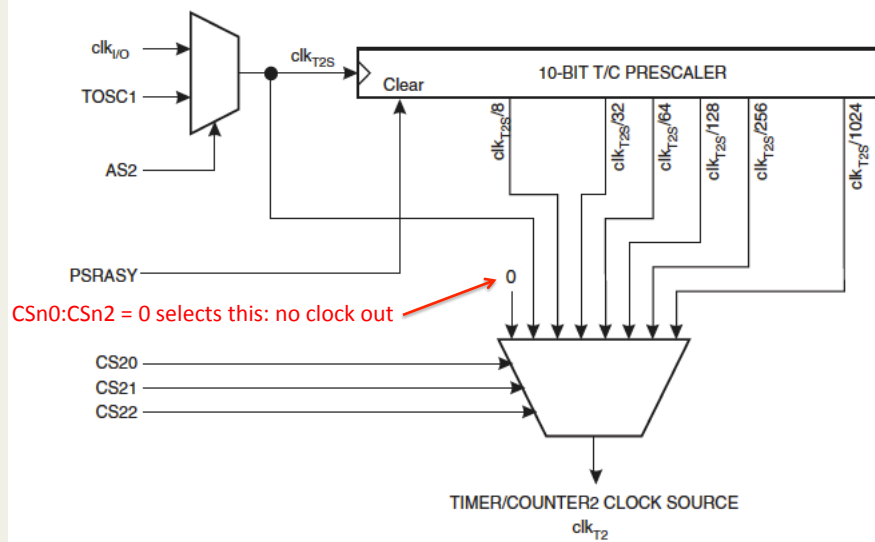 clkI/O
clkT2S
10-BIT T/C PRESCALER
TOSC1
Clear
clkT2S/8
clkT2S/32
clkT2S/64
clkT2S/128
clkT2S/256
clkT2S/1024
AS2
PSRASY
0
CSn0:CSn2 = 0 selects this: no clock out
CS20
CS21
CS22
TIMER/COUNTER2 CLOCK SOURCE
clkT2